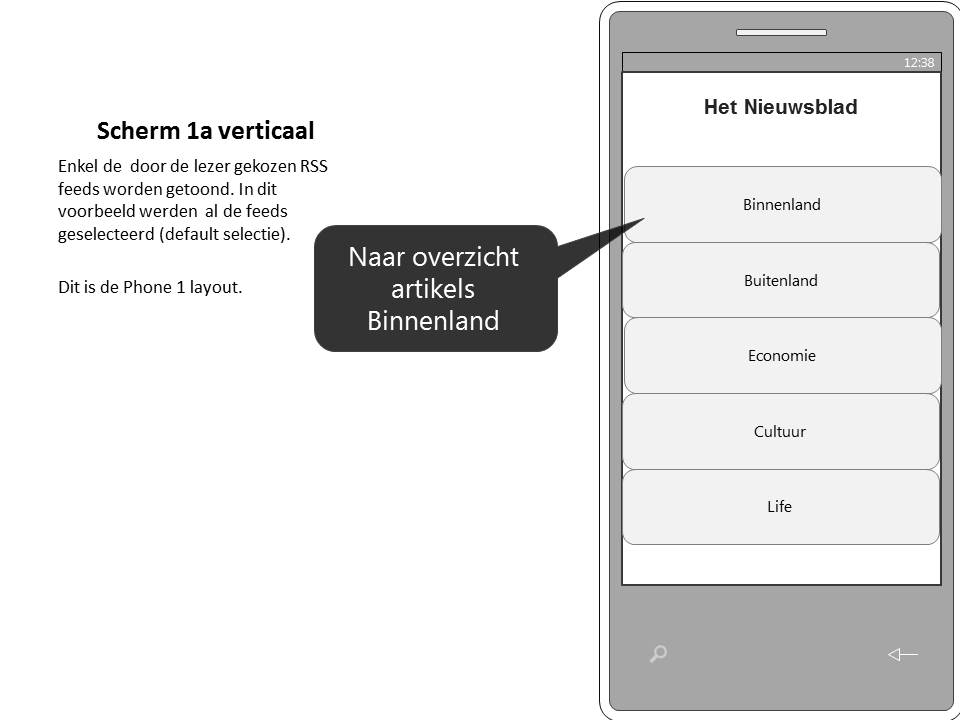 Scherm 1a verticaal
Enkel de  door de lezer gekozen RSS
feeds worden getoond. In dit
voorbeeld werden  al de feeds
geselecteerd (default selectie).
Dit is de Phone 1 layout.
Naar overzicht
artikels
Binnenland
12:38
Het Nieuwsblad
Binnenland
Buitenland
Economie
Cultuur
Life